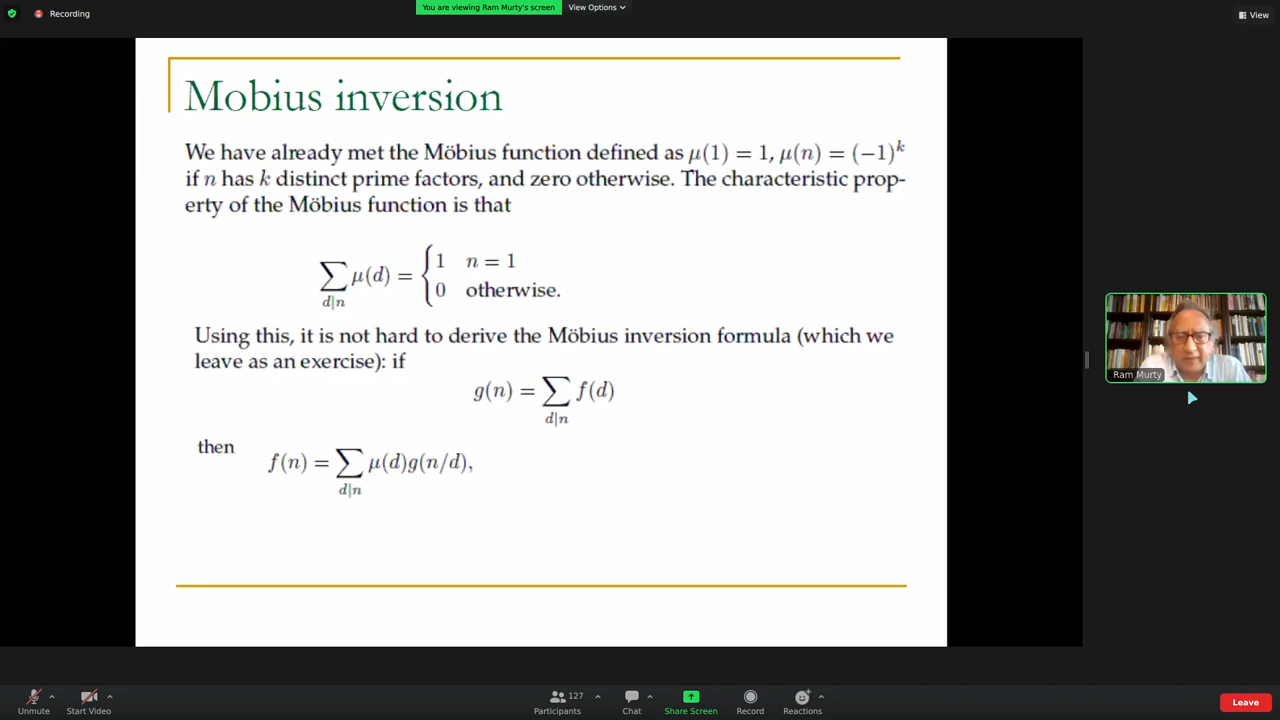 Recording
You are viewing Ram Murty's screen
View Options
View
Mobius inversion
We have already met the Möbius function defined as μ(1) = 1, μ(n) = (−1)^k
if n has k distinct prime factors, and zero otherwise. The characteristic prop-
erty of the Möbius function is that
∑_{d|n} μ(d) = { 1 n = 1
0 otherwise.
Using this, it is not hard to derive the Möbius inversion formula (which we
leave as an exercise): if
g(n) = ∑_{d|n} f(d)
then f(n) = ∑_{d|n} μ(d)g(n/d),
Ram Murty
Unmute
Start Video
127
Participants
Chat
Share Screen
Record
Reactions
Leave